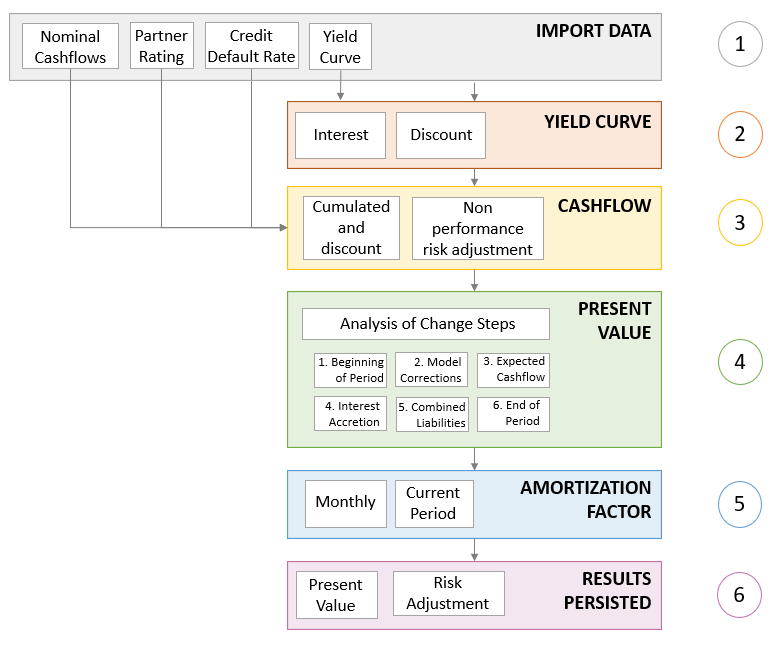 Nominal
Cashflows
Partner
Rating
Credit
Default Rate
Yield
Curve
IMPORT DATA
1
Interest
Discount
YIELD CURVE
2
Cumulated
and
discount
Non
performance
risk adjustment
CASHFLOW
3
PRESENT
VALUE
Analysis of Change Steps
1. Beginning
of Period
2. Model
Corrections
3. Expected
Cashflow
4. Interest
Accretion
5. Combined
Liabilities
6. End of
Period
4
Monthly
Current
Period
AMORTIZATION
FACTOR
5
Present
Value
Risk
Adjustment
RESULTS
PERSISTED
6